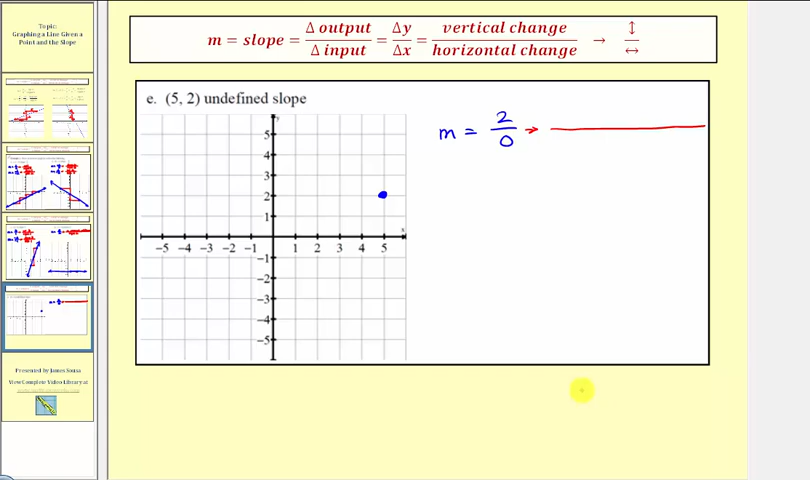 Topic:
Graphing a Line Given a
Point and the Slope
m = slope = Δ output / Δ input = Δy / Δx = vertical change / horizontal change → ↕ / ↔
e. (5, 2) undefined slope
m = 2/0 →
y
5
4
3
2
1
x
-5 -4 -3 -2 -1 1 2 3 4 5
-1
-2
-3
-4
-5
Presented by James Sousa
View Complete Video Library at